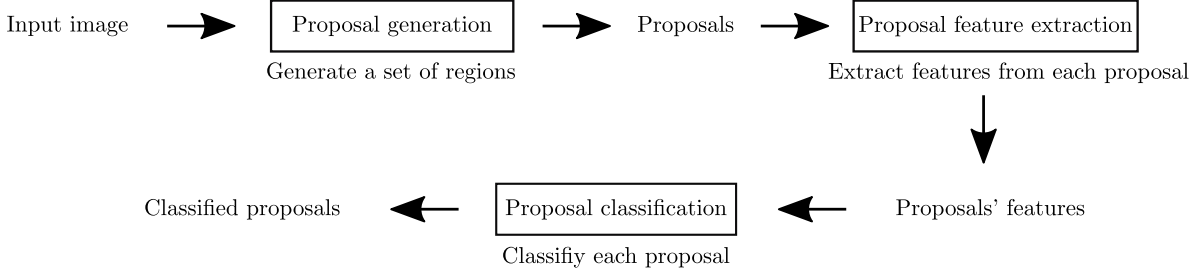 Input image
Proposal generation
Generate a set of regions
Proposals
Proposal feature extraction
Extract features from each proposal
Proposals' features
Proposal classification
Classifiy each proposal
Classified proposals